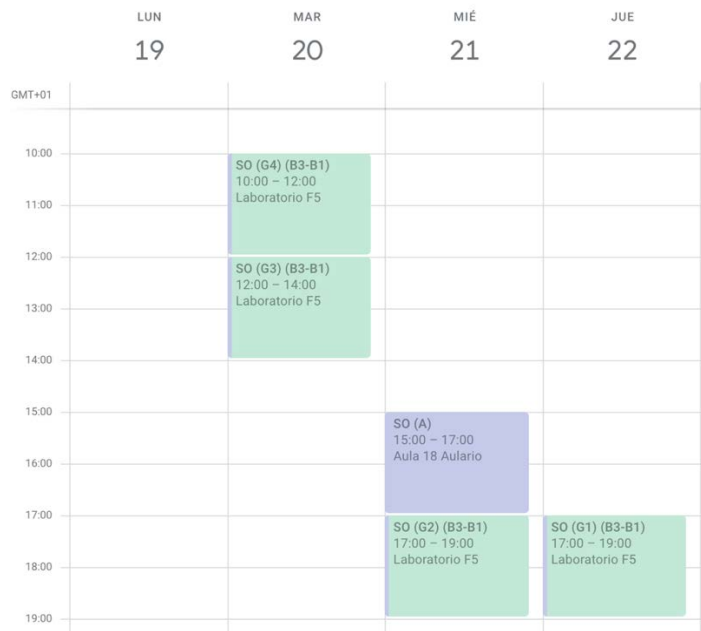 LUN
MAR
MIÉ
JUE
19
20
21
22
GMT+01
10:00
SO (G4) (B3-B1)
10:00 – 12:00
Laboratorio F5
11:00
12:00
SO (G3) (B3-B1)
12:00 – 14:00
Laboratorio F5
13:00
14:00
15:00
SO (A)
15:00 – 17:00
Aula 18 Aulario
16:00
17:00
SO (G2) (B3-B1)
17:00 – 19:00
Laboratorio F5
SO (G1) (B3-B1)
17:00 – 19:00
Laboratorio F5
18:00
19:00